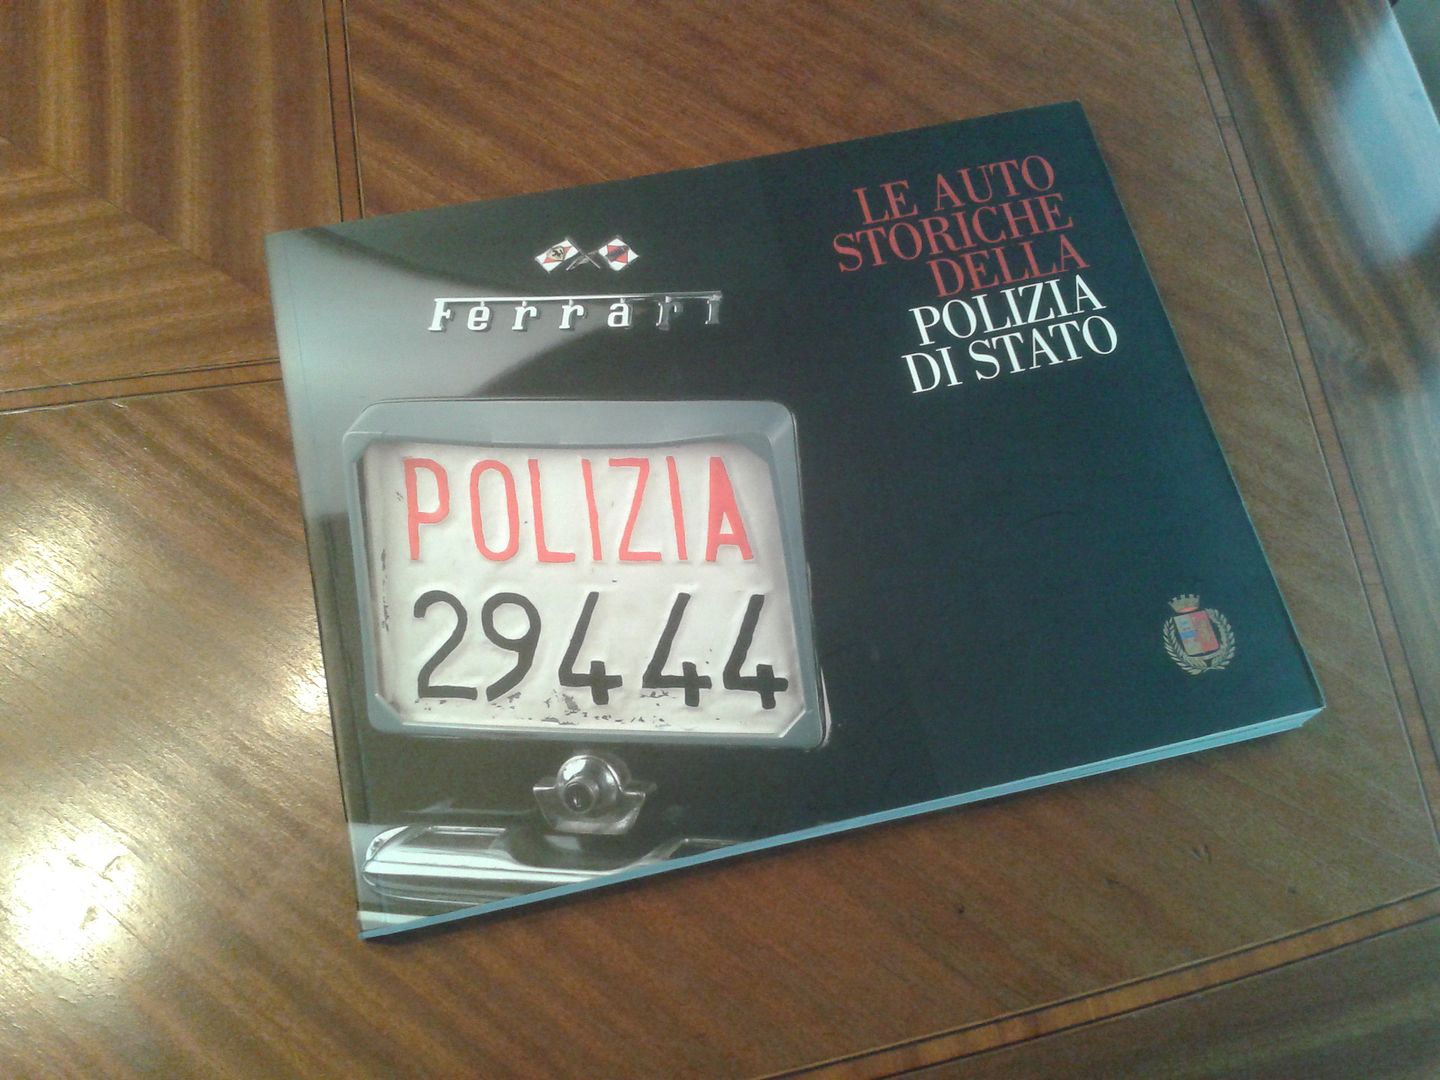 LE AUTO
STORICHE
DELLA
POLIZIA
DI STATO
Ferrari
POLIZIA
29444